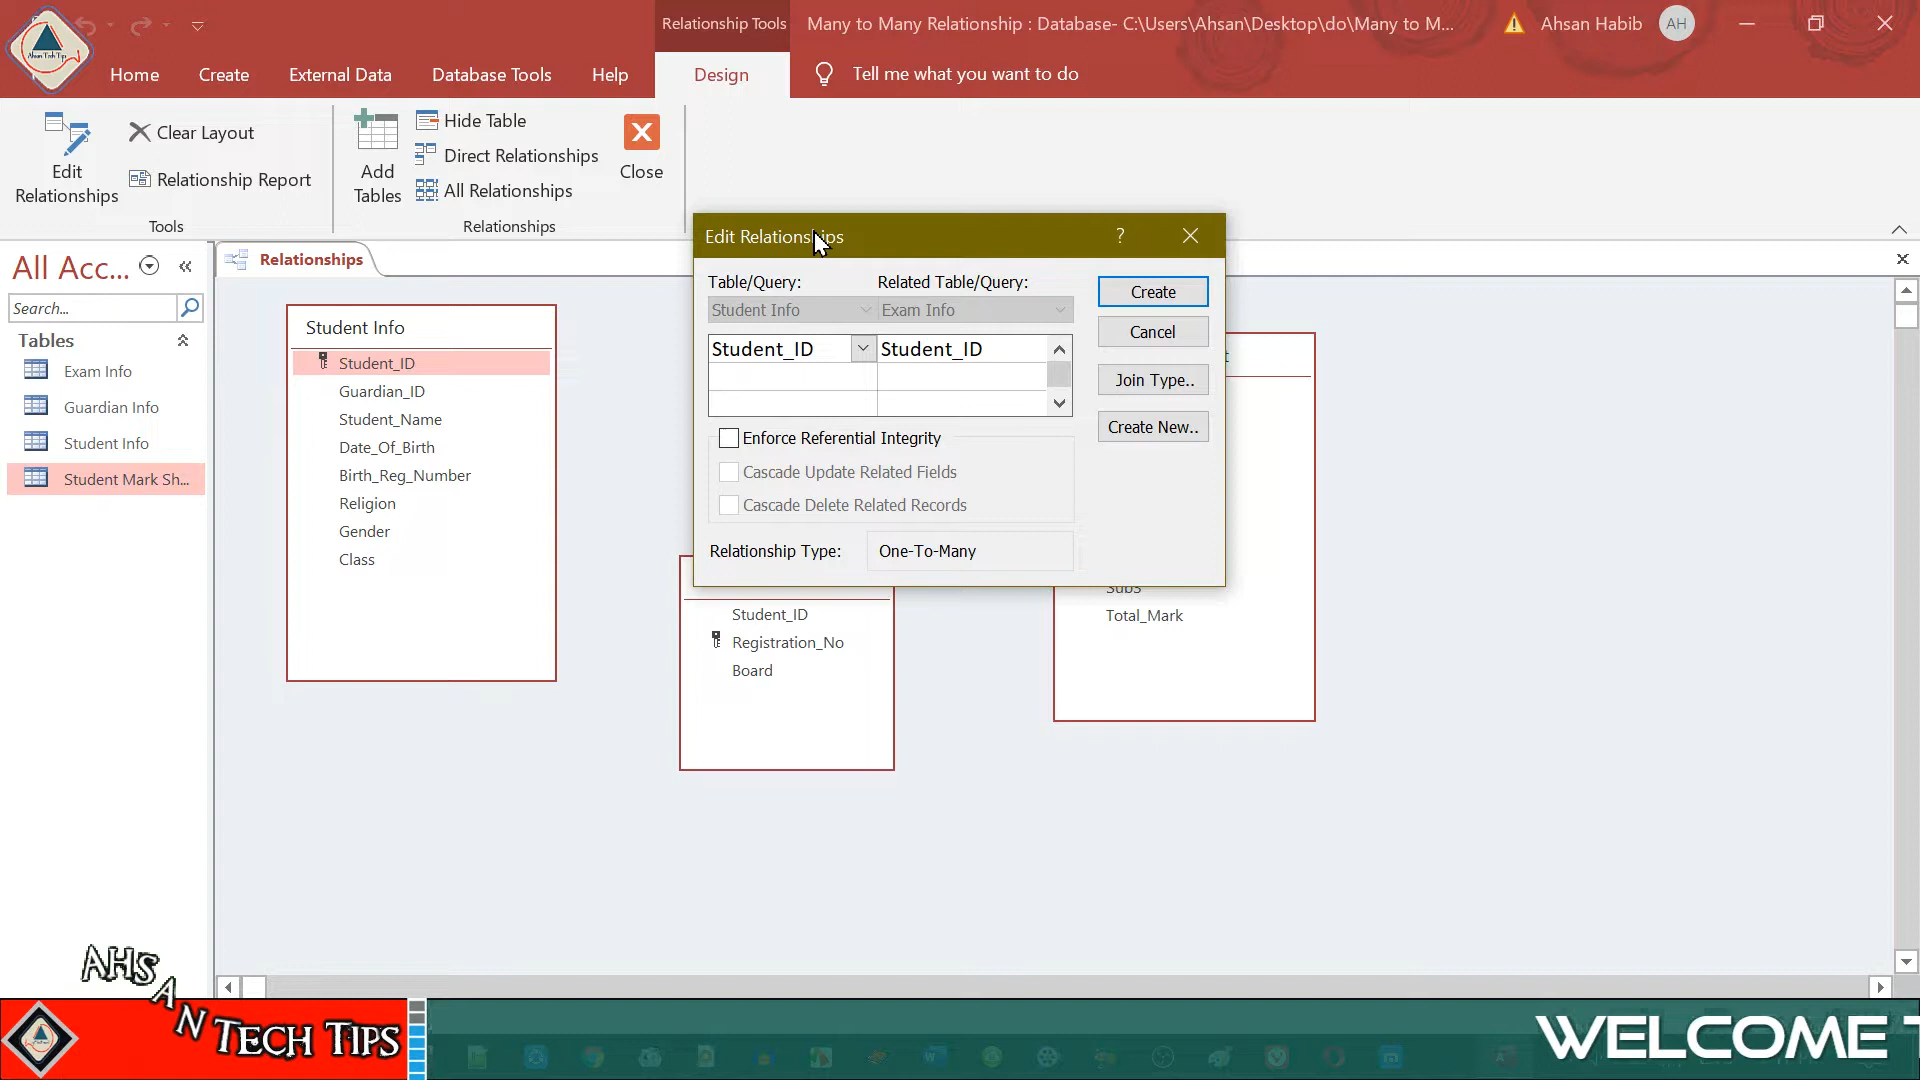 Relationship Tools
Many to Many Relationship : Database- C:\Users\Ahsan\Desktop\do\Many to M...
Ahsan Habib
AH
Home
Create
External Data
Database Tools
Help
Design
Tell me what you want to do
Edit Relationships
Clear Layout
Relationship Report
Tools
Add Tables
Hide Table
Direct Relationships
All Relationships
Relationships
Close
All Acc...
Search...
Tables
Exam Info
Guardian Info
Student Info
Student Mark Sh...
Relationships
Student Info
Student_ID
Guardian_ID
Student_Name
Date_Of_Birth
Birth_Reg_Number
Religion
Gender
Class
Edit Relationships
?
Table/Query:
Related Table/Query:
Student Info
Exam Info
Student_ID
Student_ID
Enforce Referential Integrity
Cascade Update Related Fields
Cascade Delete Related Records
Relationship Type:
One-To-Many
Create
Cancel
Join Type..
Create New..
Student_ID
Registration_No
Board
Total_Mark
AHSAN TECH TIPS
WELCOME